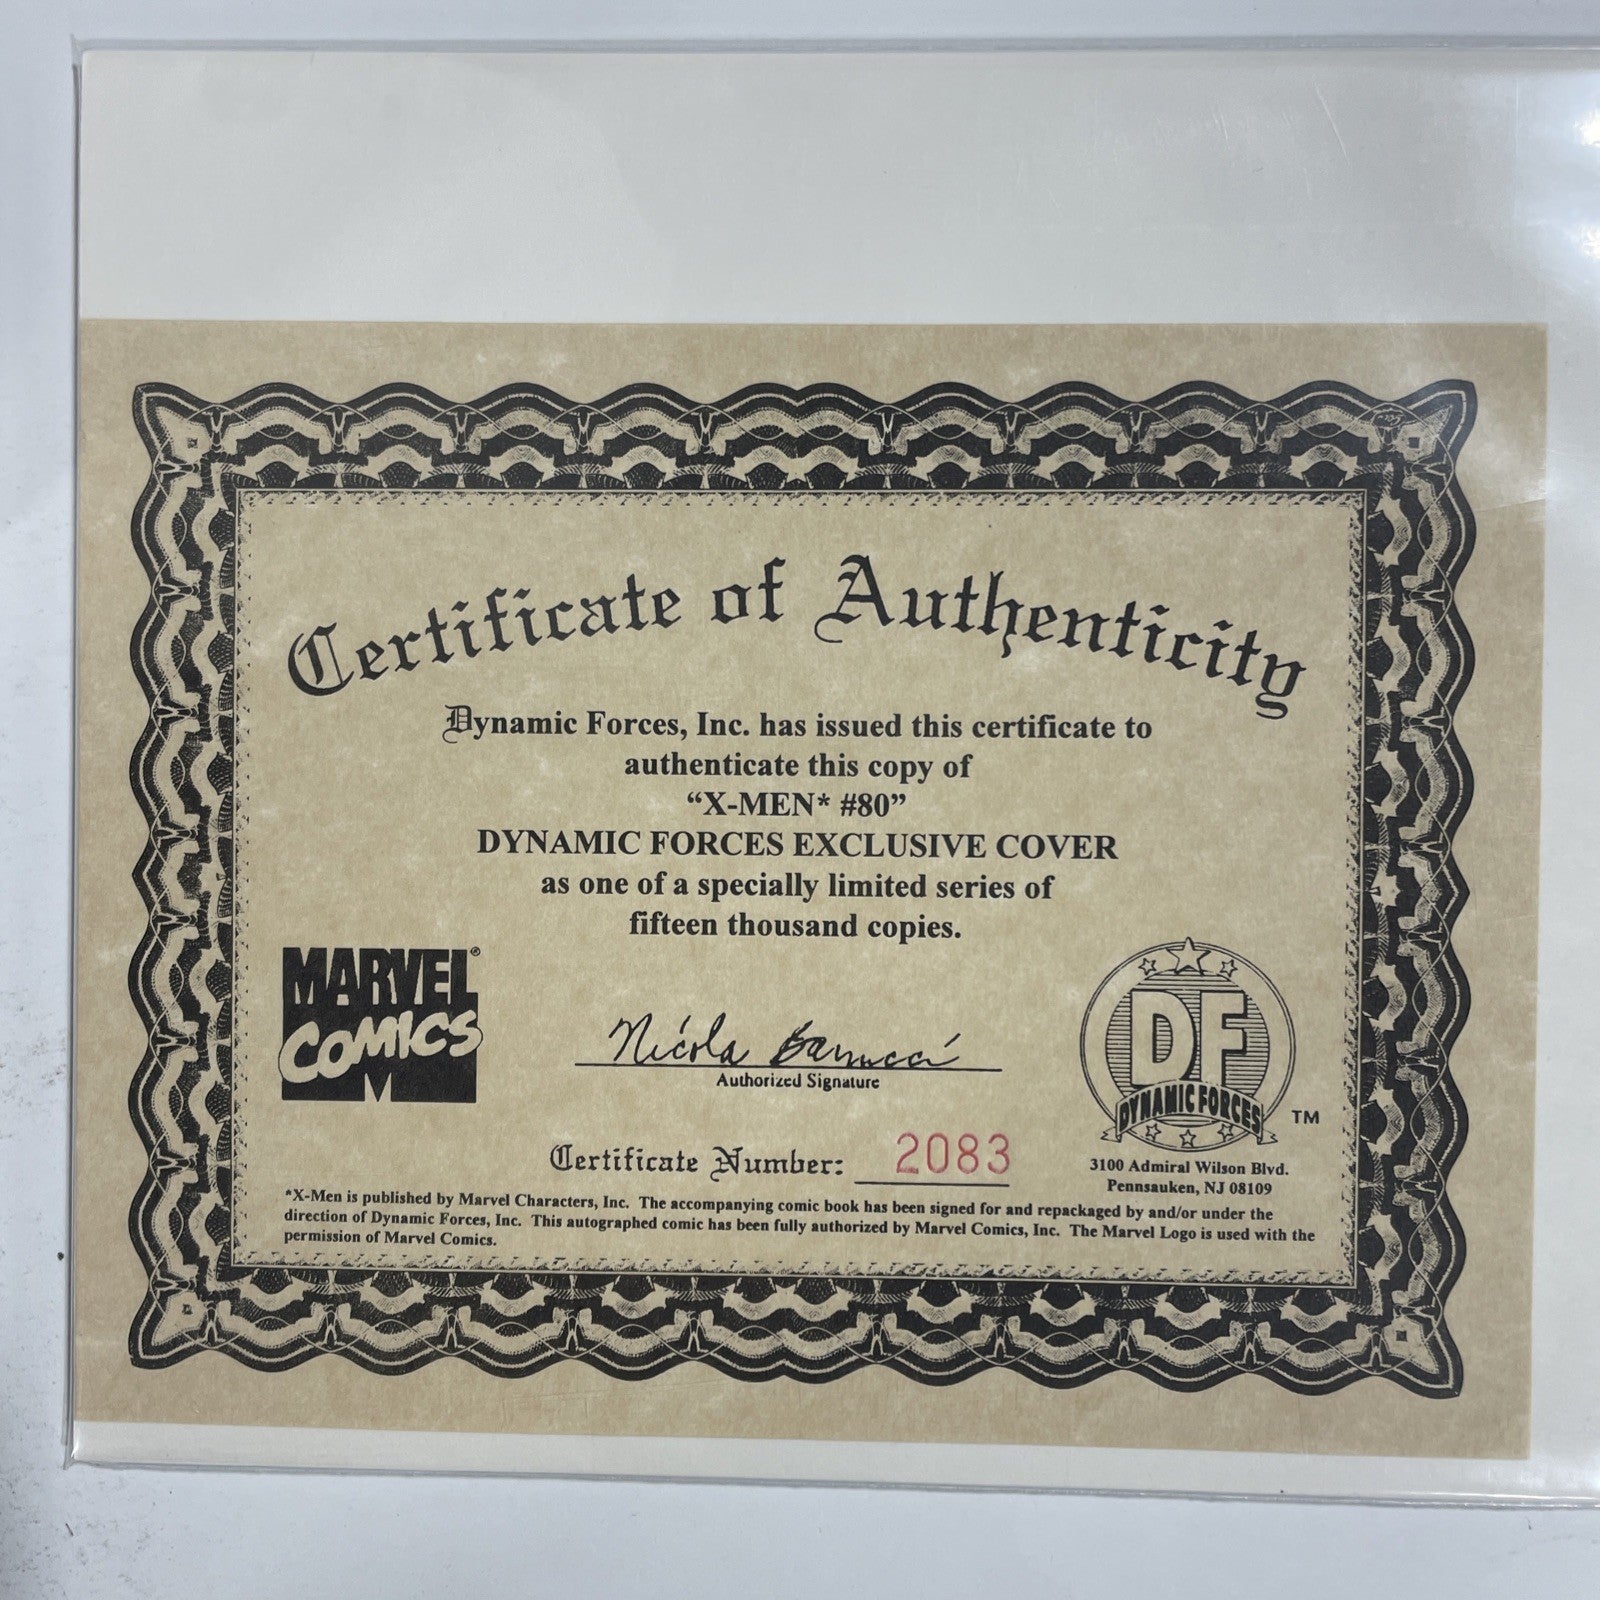 Certificate of Authenticity
Dynamic Forces, Inc. has issued this certificate to
authenticate this copy of
“X-MEN* #80”
DYNAMIC FORCES EXCLUSIVE COVER
as one of a specially limited series of
fifteen thousand copies.
MARVEL®
COMICS
M
Nicola Barrucci
Authorized Signature
DF
DYNAMIC FORCES
TM
3100 Admiral Wilson Blvd.
Pennsauken, NJ 08109
Certificate Number: 2083
*X-Men is published by Marvel Characters, Inc. The accompanying comic book has been signed for and repackaged by and/or under the
direction of Dynamic Forces, Inc. This autographed comic has been fully authorized by Marvel Comics, Inc. The Marvel Logo is used with the
permission of Marvel Comics.